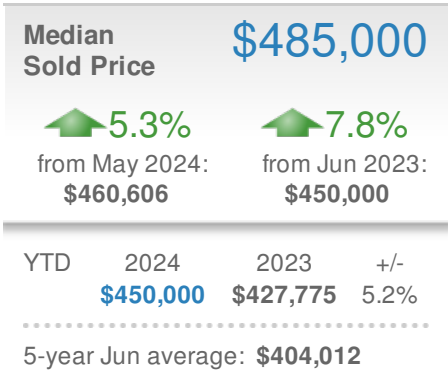 Median
Sold Price
$485,000
5.3%
7.8%
from May 2024:
from Jun 2023:
$460,606
$450,000
YTD 2024 2023 +/-
$450,000 $427,775 5.2%
5-year Jun average: $404,012